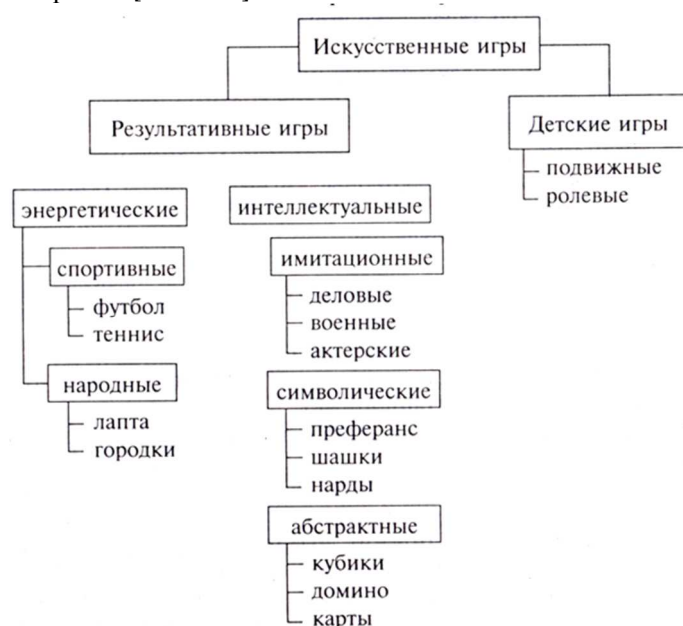 Искусственные игры
Результативные игры
Детские игры
подвижные
ролевые
энергетические
спортивные
футбол
теннис
народные
лапта
городки
интеллектуальные
имитационные
деловые
военные
актерские
символические
преферанс
шашки
нарды
абстрактные
кубики
домино
карты